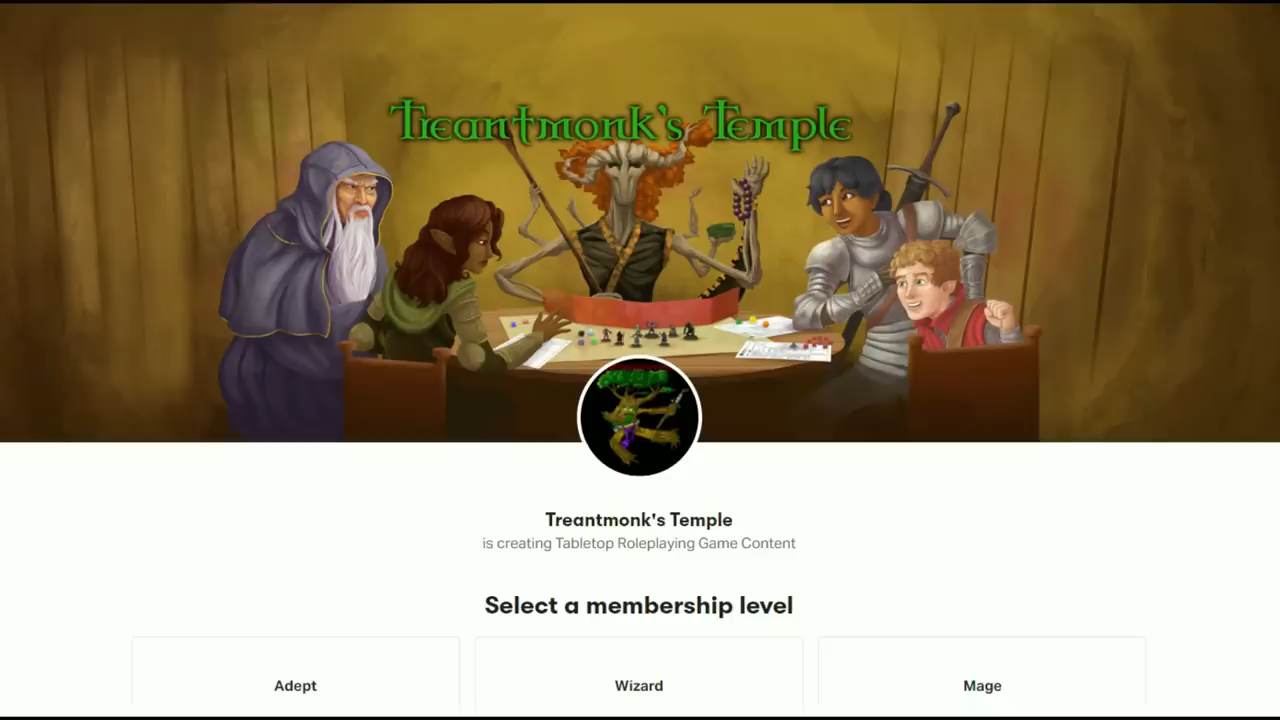 Treantmonk's Temple
Treantmonk's Temple
is creating Tabletop Roleplaying Game Content
Select a membership level
Adept
Wizard
Mage